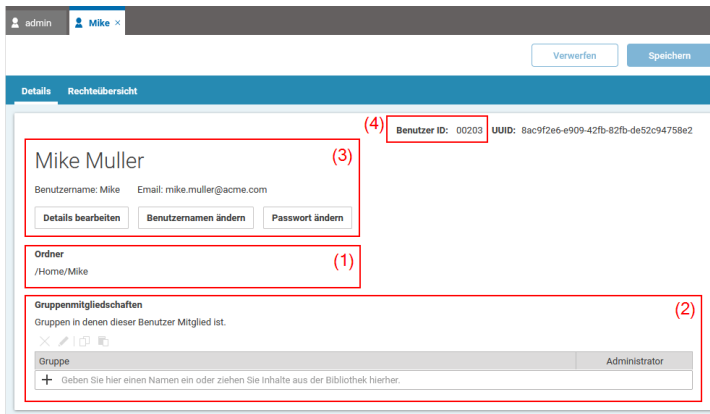 admin Mike ×
Verwerfen Speichern
Details Rechteübersicht
(4) Benutzer ID: 00203 UUID: 8ac9f2e6-e909-42fb-82fb-de52c94758e2
Mike Muller (3)
Benutzername: Mike Email: mike.muller@acme.com
Details bearbeiten Benutzernamen ändern Passwort ändern
Ordner
(1)
/Home/Mike
Gruppenmitgliedschaften
(2)
Gruppen in denen dieser Benutzer Mitglied ist.
Gruppe Administrator
+ Geben Sie hier einen Namen ein oder ziehen Sie Inhalte aus der Bibliothek hierher.